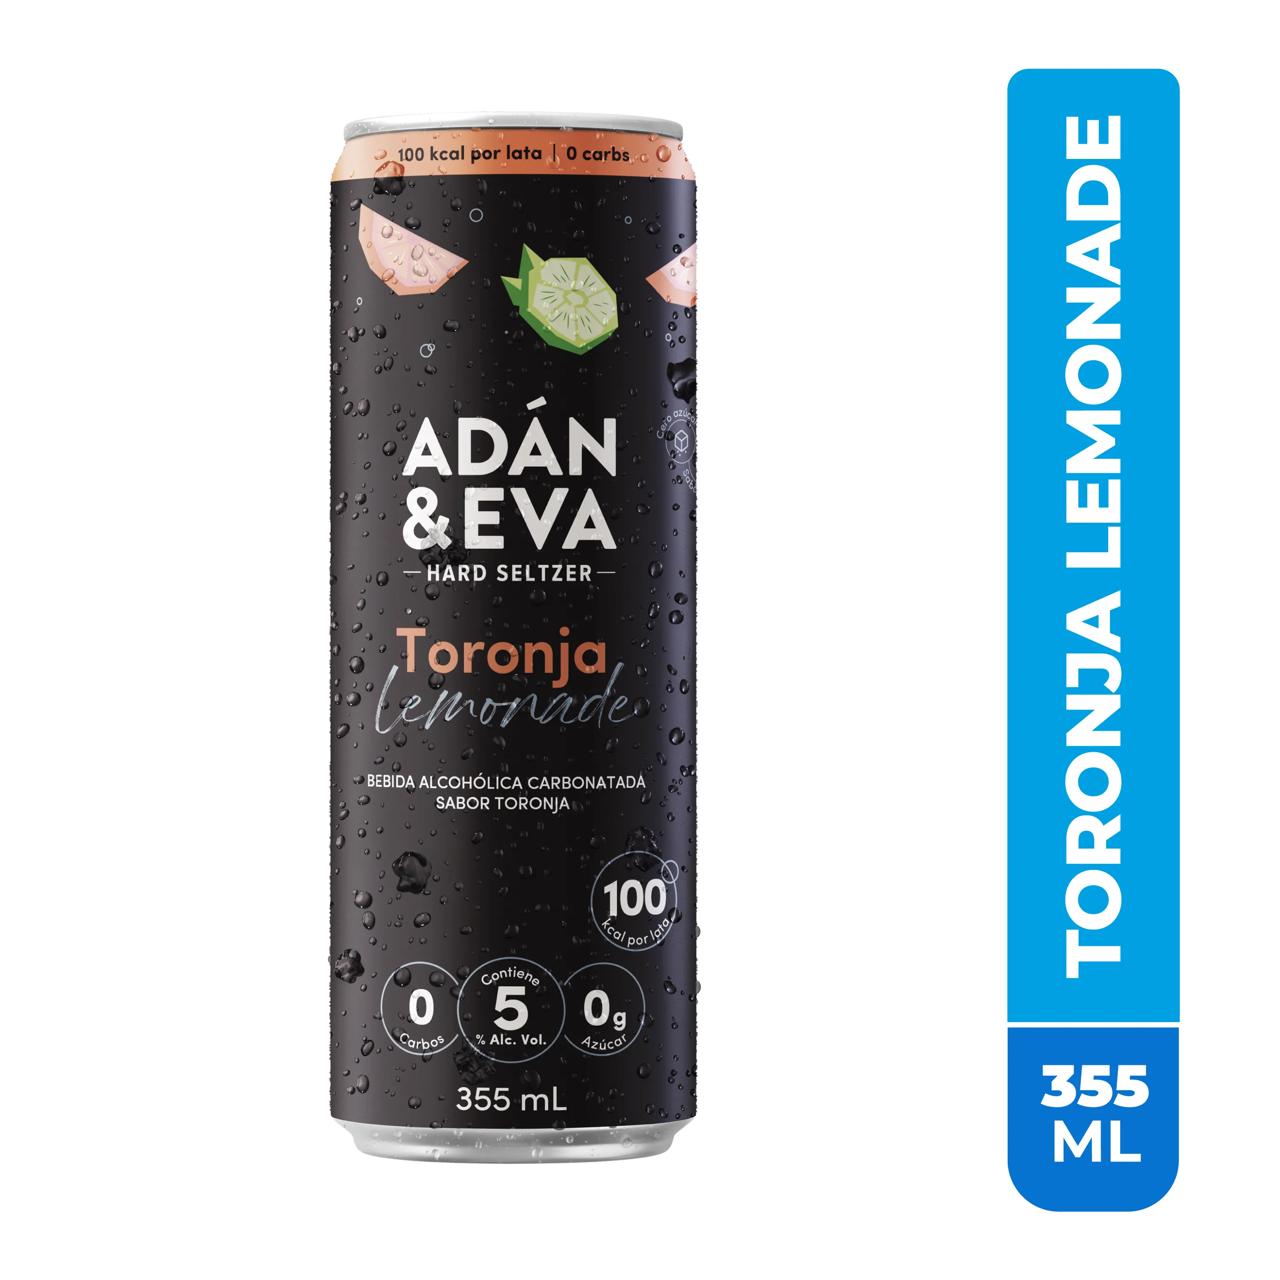 100 kcal por lata | 0 carbs
ADÁN
& EVA
HARD SELTZER
Toronja
Lemonade
BEBIDA ALCOHÓLICA CARBONATADA
SABOR TORONJA
100
kcal por lata
0
Carbos
Contiene
5
% Alc. Vol.
0g
Azúcar
355 mL
TORONJA LEMONADE
355
ML